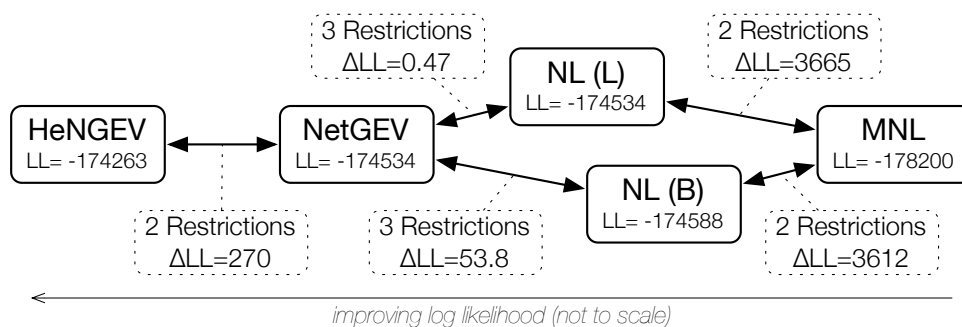 3 Restrictions
ΔLL=0.47
2 Restrictions
ΔLL=3665
NL (L)
LL= -174534
HeNGEV
LL= -174263
NetGEV
LL= -174534
MNL
LL= -178200
NL (B)
LL= -174588
2 Restrictions
ΔLL=270
3 Restrictions
ΔLL=53.8
2 Restrictions
ΔLL=3612
improving log likelihood (not to scale)